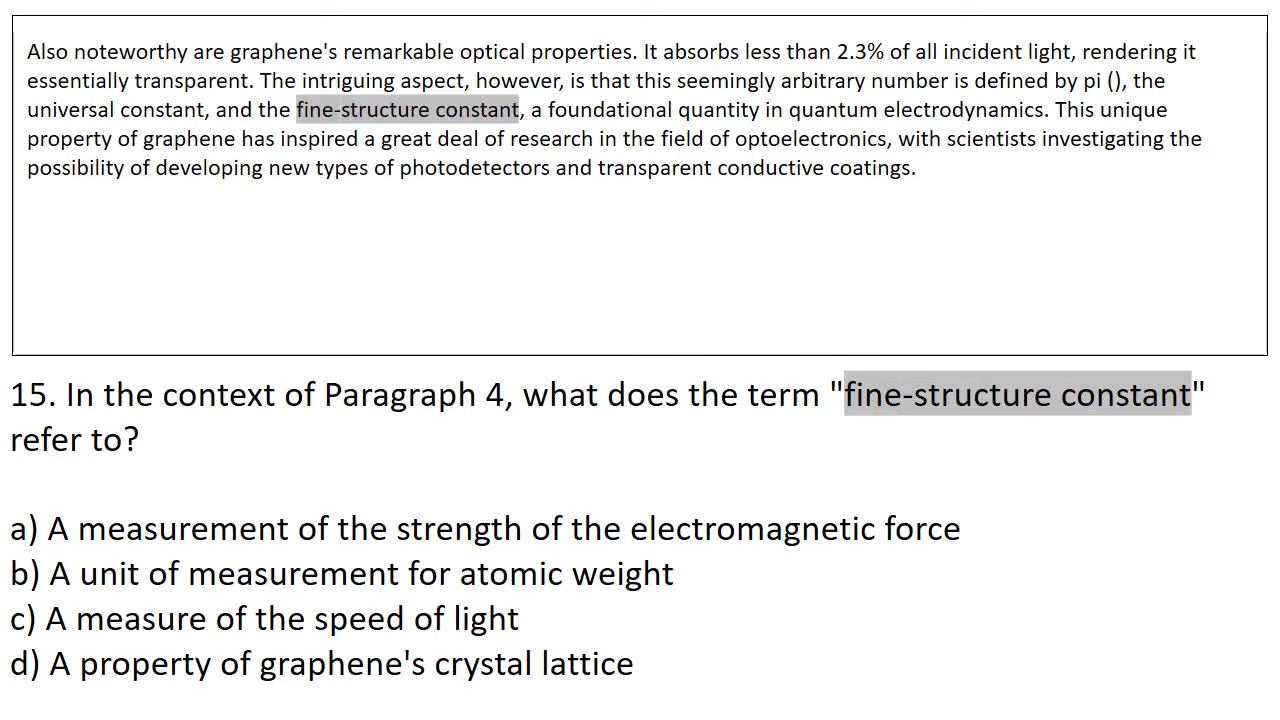 Also noteworthy are graphene's remarkable optical properties. It absorbs less than 2.3% of all incident light, rendering it
essentially transparent. The intriguing aspect, however, is that this seemingly arbitrary number is defined by pi (), the
universal constant, and the fine-structure constant, a foundational quantity in quantum electrodynamics. This unique
property of graphene has inspired a great deal of research in the field of optoelectronics, with scientists investigating the
possibility of developing new types of photodetectors and transparent conductive coatings.
15. In the context of Paragraph 4, what does the term "fine-structure constant"
refer to?
a) A measurement of the strength of the electromagnetic force
b) A unit of measurement for atomic weight
c) A measure of the speed of light
d) A property of graphene's crystal lattice